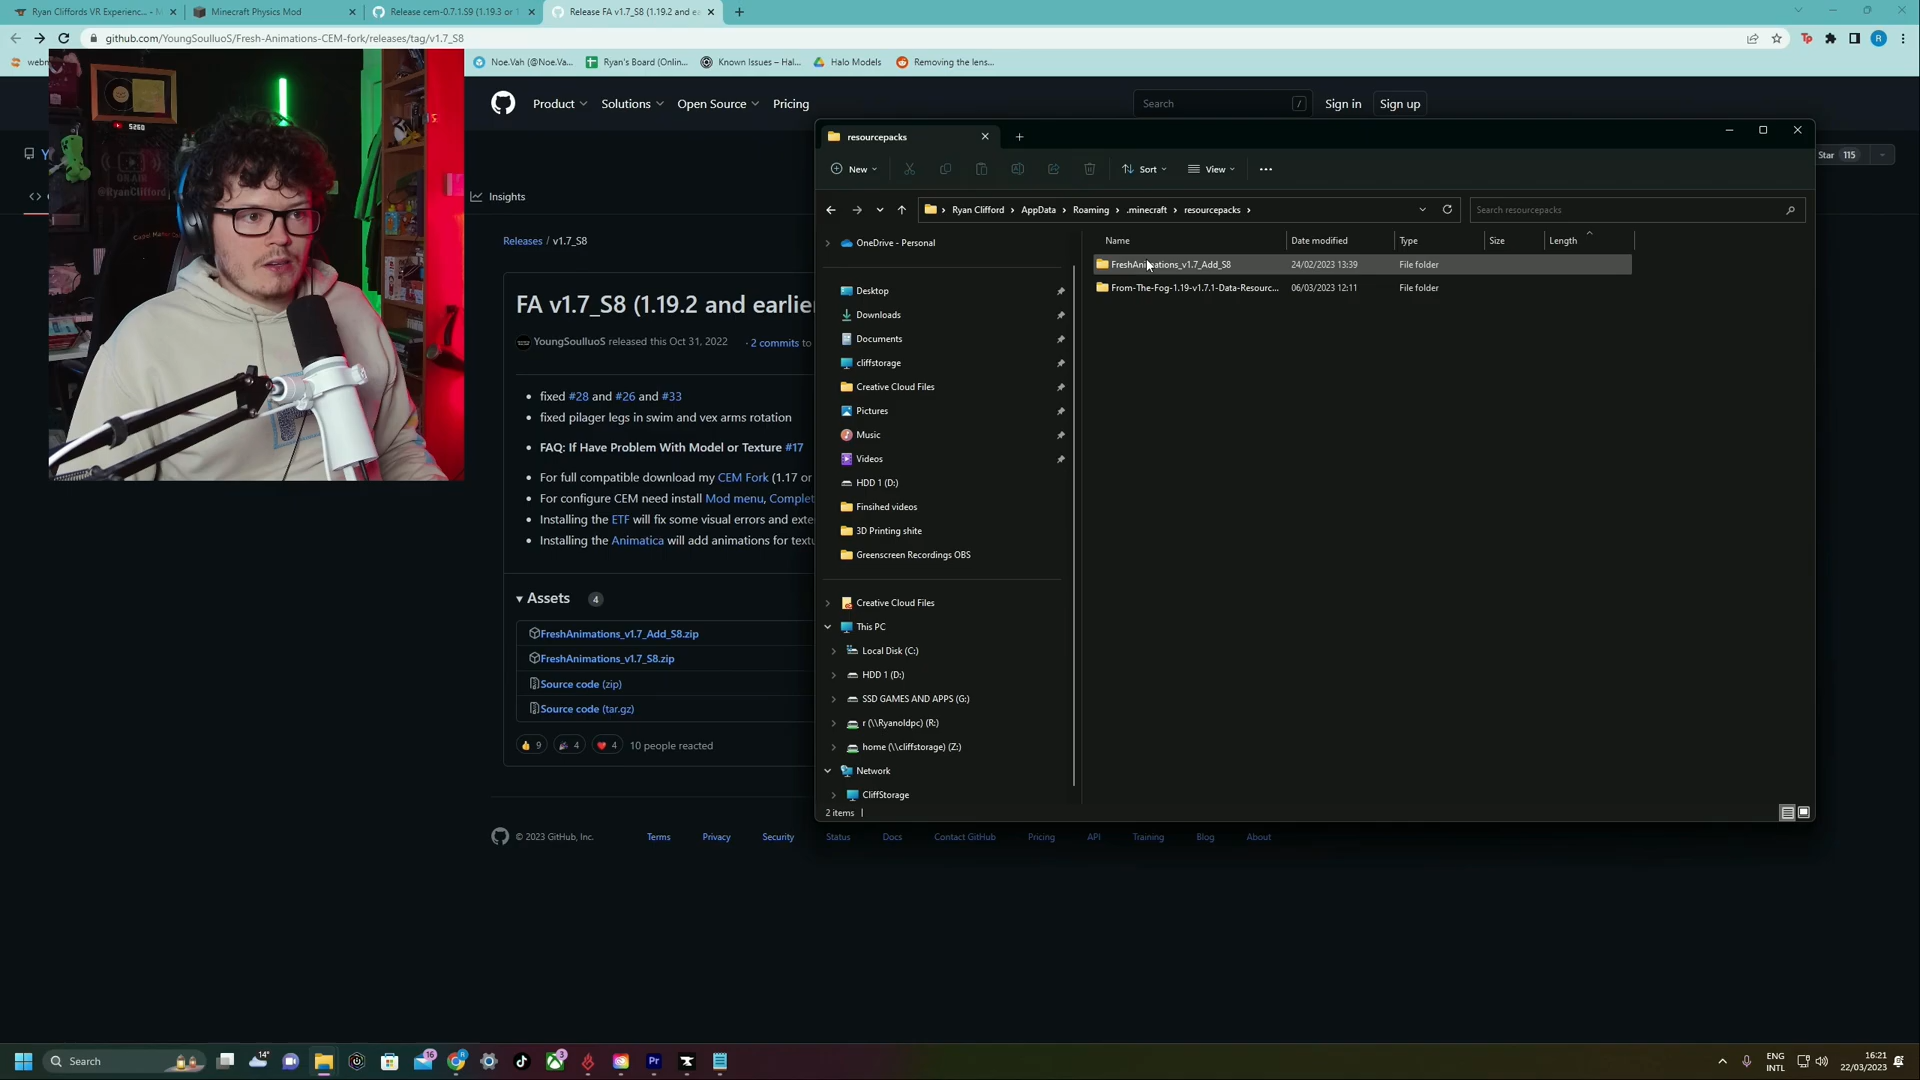 Ryan Cliffords VR Experienc... - M
Minecraft Physics Mod
Release cem-0.7.1.S9 (1.19.3 or 1
Release FA v1.7_S8 (1.19.2 and ea
github.com/YoungSoulluoS/Fresh-Animations-CEM-fork/releases/tag/v1.7_S8
Noe.Vah (@Noe.Va...
Ryan's Board (Onlin...
Known Issues – Hal...
Halo Models
Removing the lens...
Product
Solutions
Open Source
Pricing
Search
/
Sign in
Sign up
Star 115
Insights
5260
ON AIR
@RyanClifford
Releases / v1.7_S8
FA v1.7_S8 (1.19.2 and earlie
YoungSoulluoS released this Oct 31, 2022
· 2 commits to
fixed #28 and #26 and #33
fixed pilager legs in swim and vex arms rotation
FAQ: If Have Problem With Model or Texture #17
For full compatible download my CEM Fork (1.17 or
For configure CEM need install Mod menu, Complet
Installing the ETF will fix some visual errors and exte
Installing the Animatica will add animations for textu
Assets 4
FreshAnimations_v1.7_Add_S8.zip
FreshAnimations_v1.7_S8.zip
Source code (zip)
Source code (tar.gz)
9
4
4
10 people reacted
© 2023 GitHub, Inc.
Terms
Privacy
Security
Status
Docs
Contact GitHub
Pricing
API
Training
Blog
About
resourcepacks
New
Sort
View
Ryan Clifford
AppData
Roaming
.minecraft
resourcepacks
Search resourcepacks
Name
Date modified
Type
Size
Length
FreshAnimations_v1.7_Add_S8
24/02/2023 13:39
File folder
From-The-Fog-1.19-v1.7.1-Data-Resourc...
06/03/2023 12:11
File folder
OneDrive - Personal
Desktop
Downloads
Documents
cliffstorage
Creative Cloud Files
Pictures
Music
Videos
HDD 1 (D:)
Finsihed videos
3D Printing shite
Greenscreen Recordings OBS
Creative Cloud Files
This PC
Local Disk (C:)
HDD 1 (D:)
SSD GAMES AND APPS (G:)
r (\\Ryanoldpc) (R:)
home (\\cliffstorage) (Z:)
Network
CliffStorage
2 items
Search
14°
16
3
Pr
ENG
INTL
16:21
22/03/2023